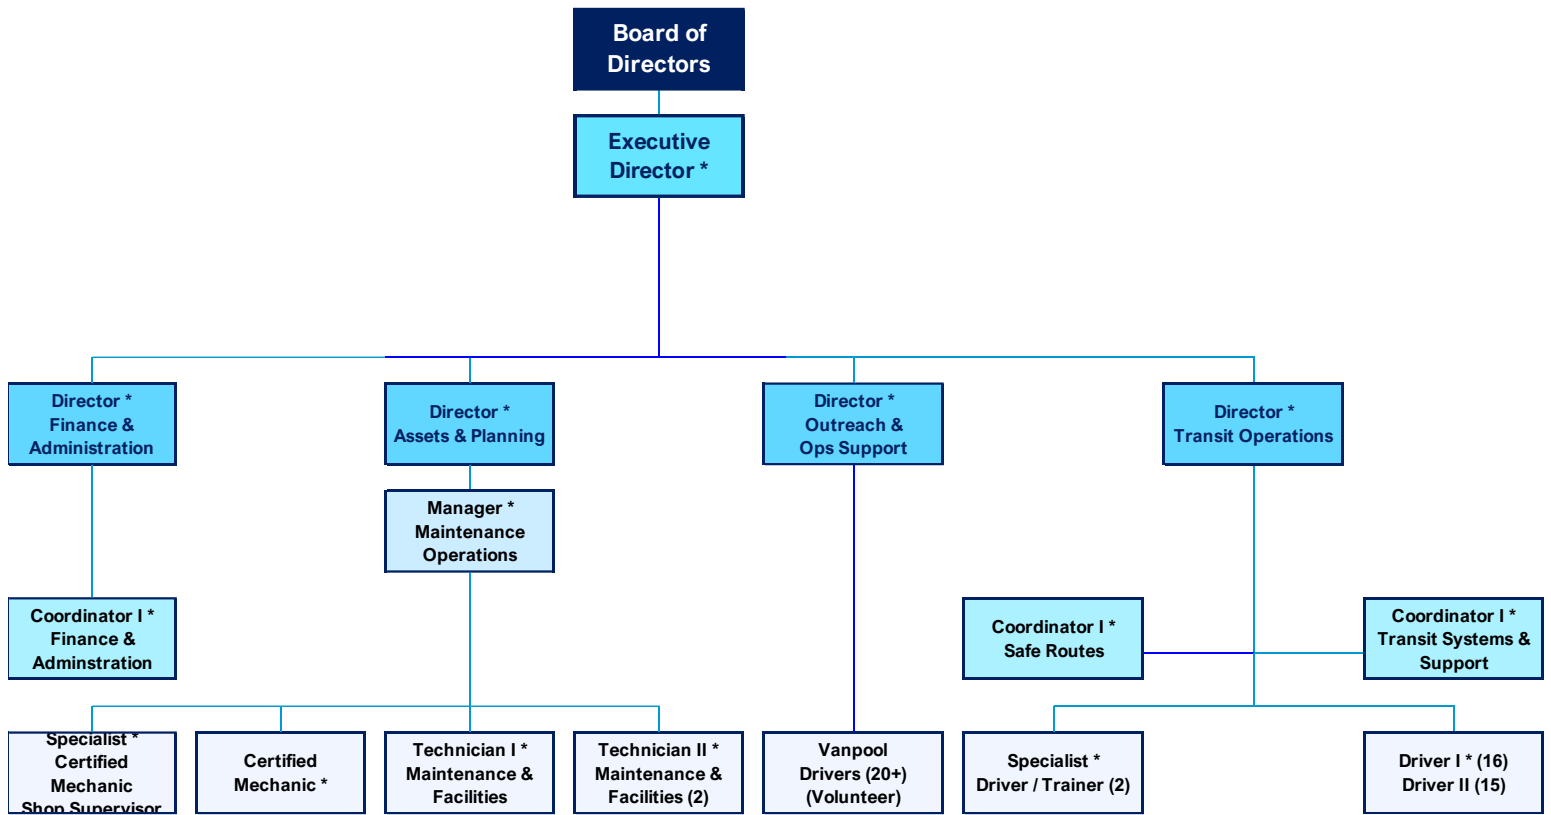 Board of
Directors
Executive
Director *
Director *
Finance &
Administration
Director *
Assets & Planning
Director *
Outreach &
Ops Support
Director *
Transit Operations
Manager *
Maintenance
Operations
Coordinator I *
Finance &
Adminstration
Coordinator I *
Safe Routes
Coordinator I *
Transit Systems &
Support
Specialist *
Certified
Mechanic
Shop Supervisor
Certified
Mechanic *
Technician I *
Maintenance &
Facilities
Technician II *
Maintenance &
Facilities (2)
Vanpool
Drivers (20+)
(Volunteer)
Specialist *
Driver / Trainer (2)
Driver I * (16)
Driver II (15)